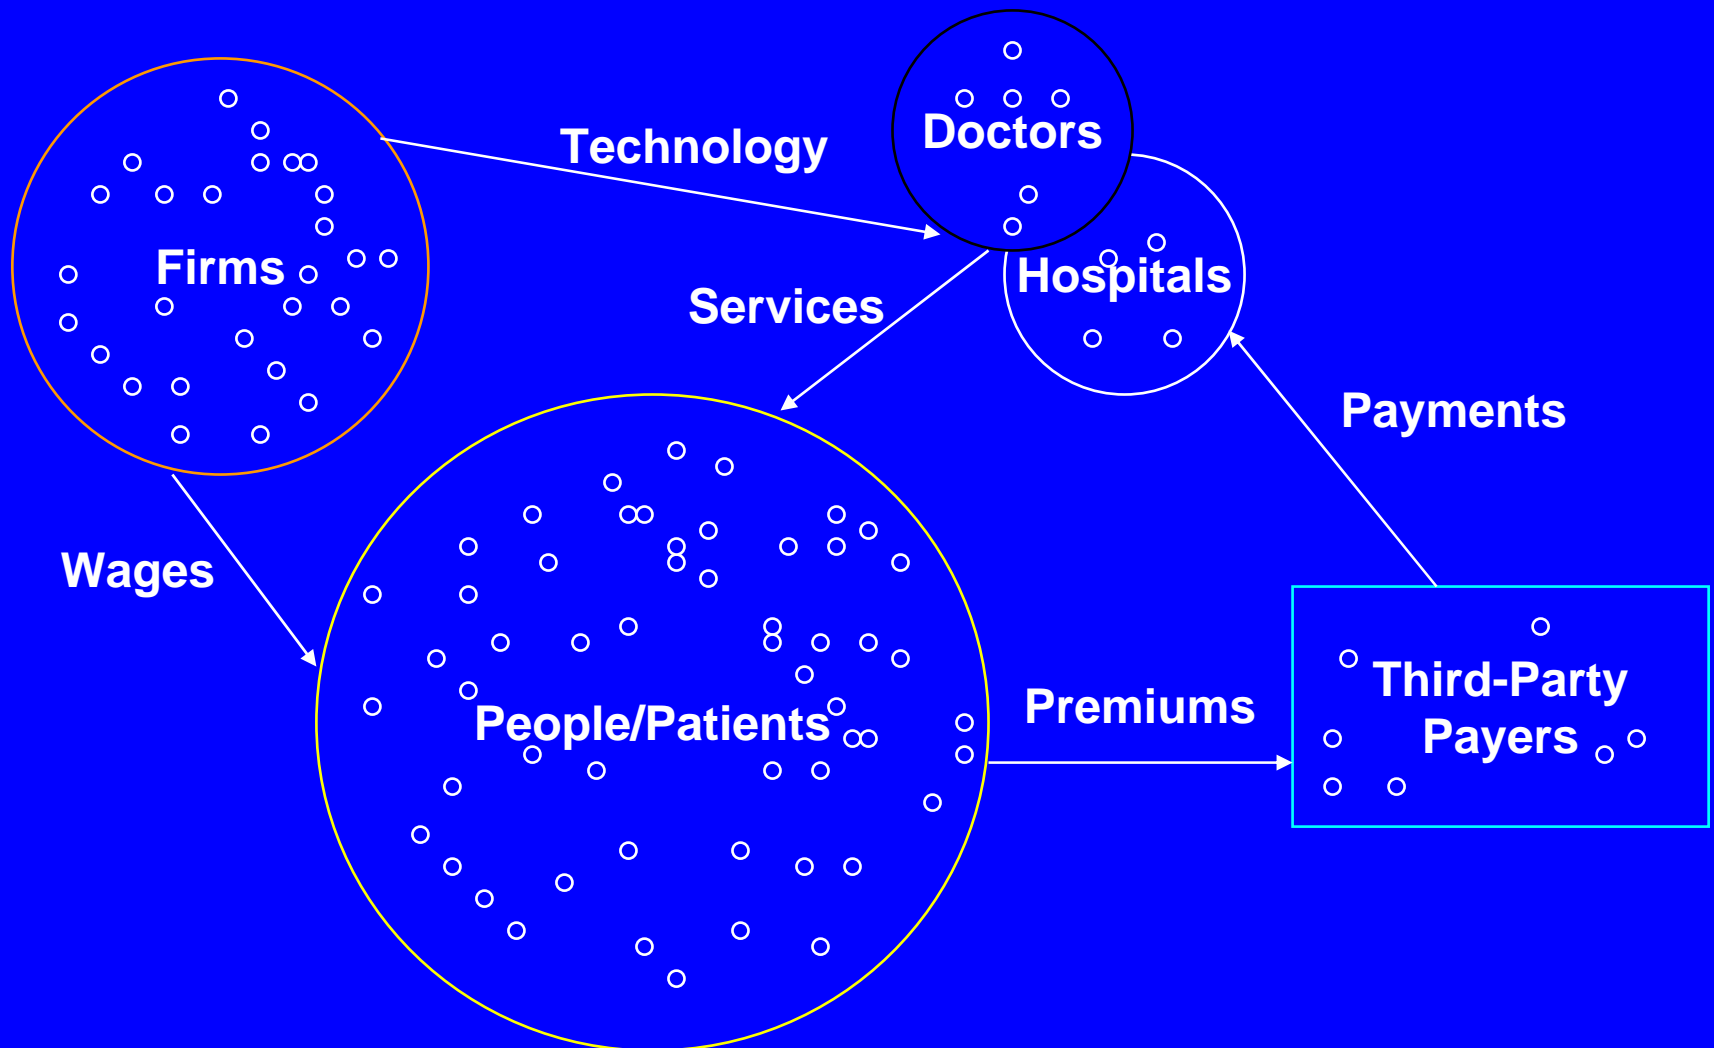 Doctors
Technology
Firms
Hospitals
Services
Payments
Wages
Third-Party
Payers
Premiums
People/Patients